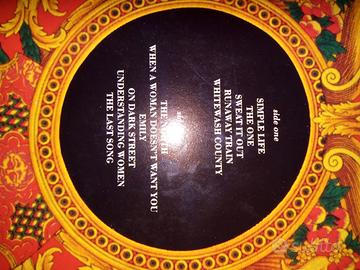 side one
SIMPLE LIFE
THE ONE
SWEAT IT OUT
RUNAWAY TRAIN
WHITEWASH COUNTY
THE NORTH
WHEN A WOMAN DOESN'T WANT YOU
EMILY
ON DARK STREET
UNDERSTANDING WOMEN
THE LAST SONG